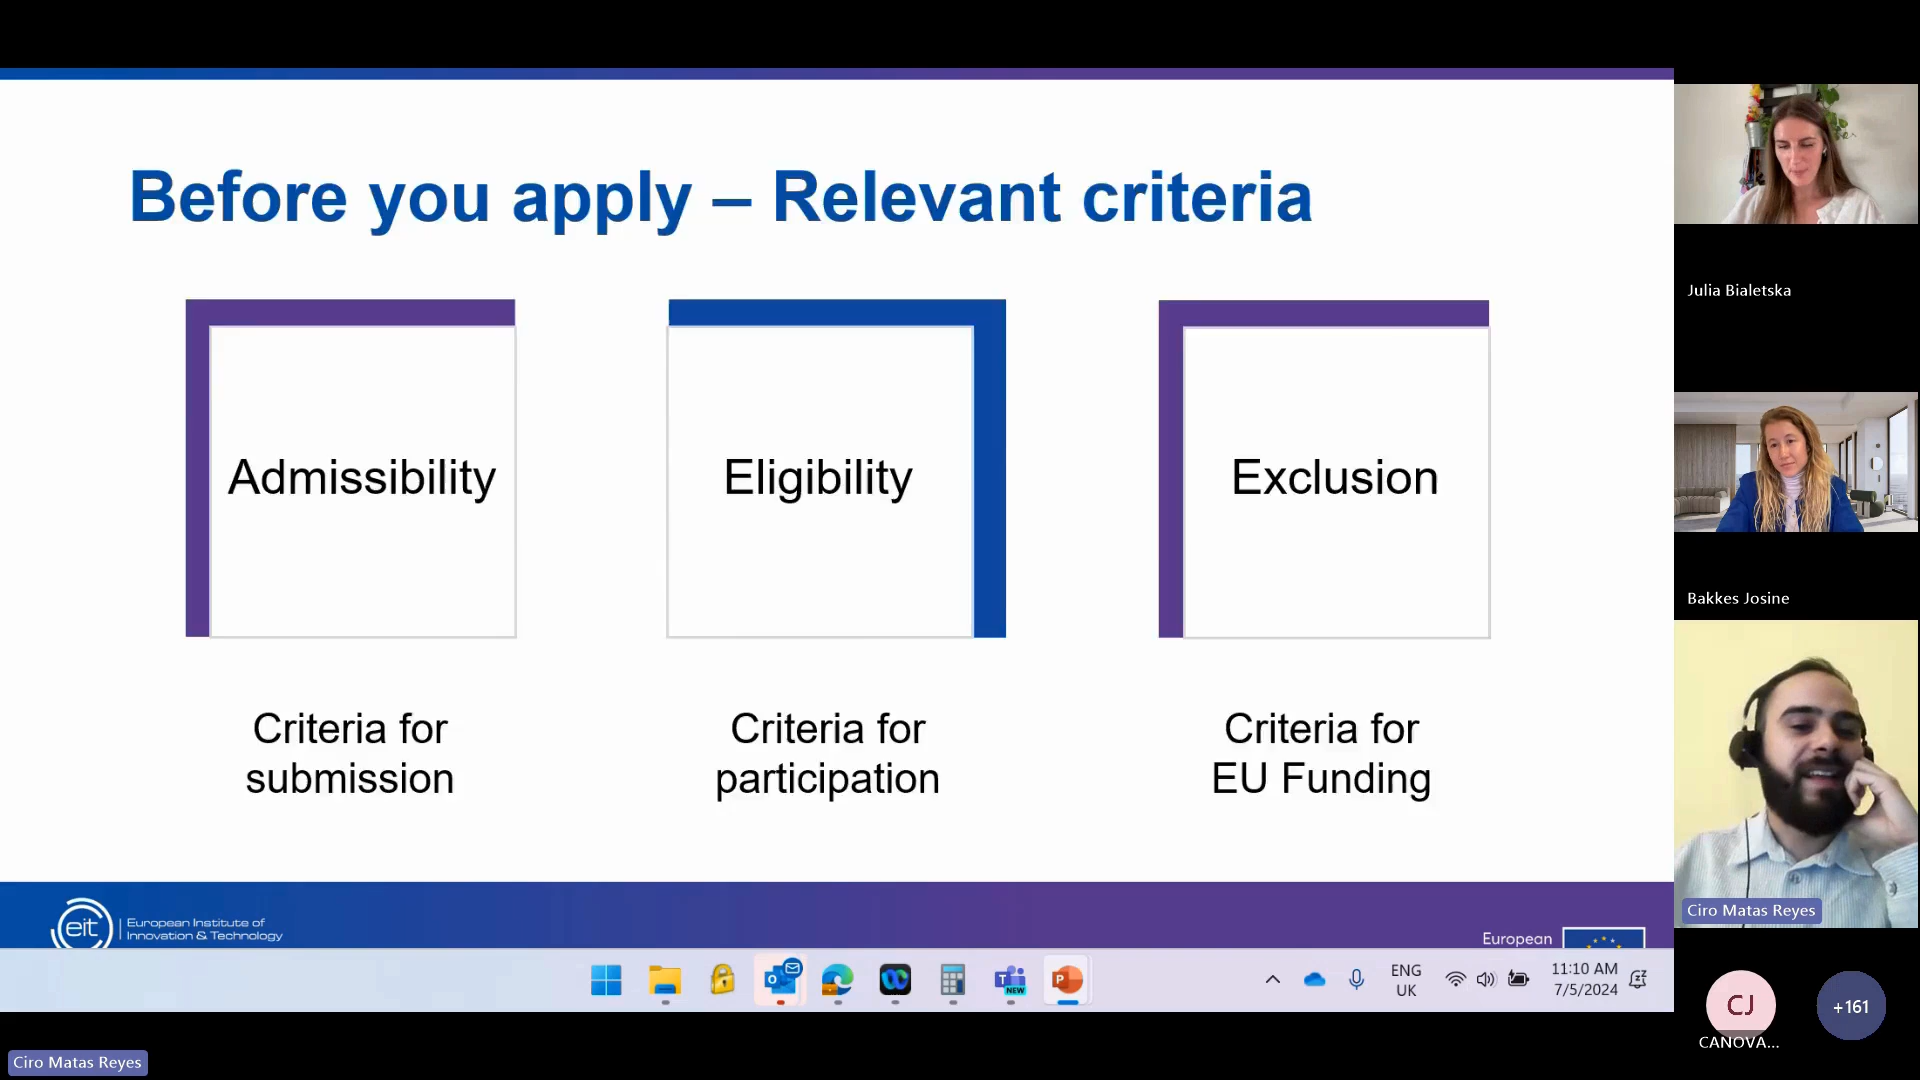 Before you apply – Relevant criteria
Admissibility
Eligibility
Exclusion
Criteria for
submission
Criteria for
participation
Criteria for
EU Funding
eit
European Institute of
Innovation & Technology
European
NEW
ENG
UK
11:10 AM
7/5/2024
Julia Bialetska
Bakkes Josine
Ciro Matas Reyes
CJ
CANOVA...
+161
Ciro Matas Reyes